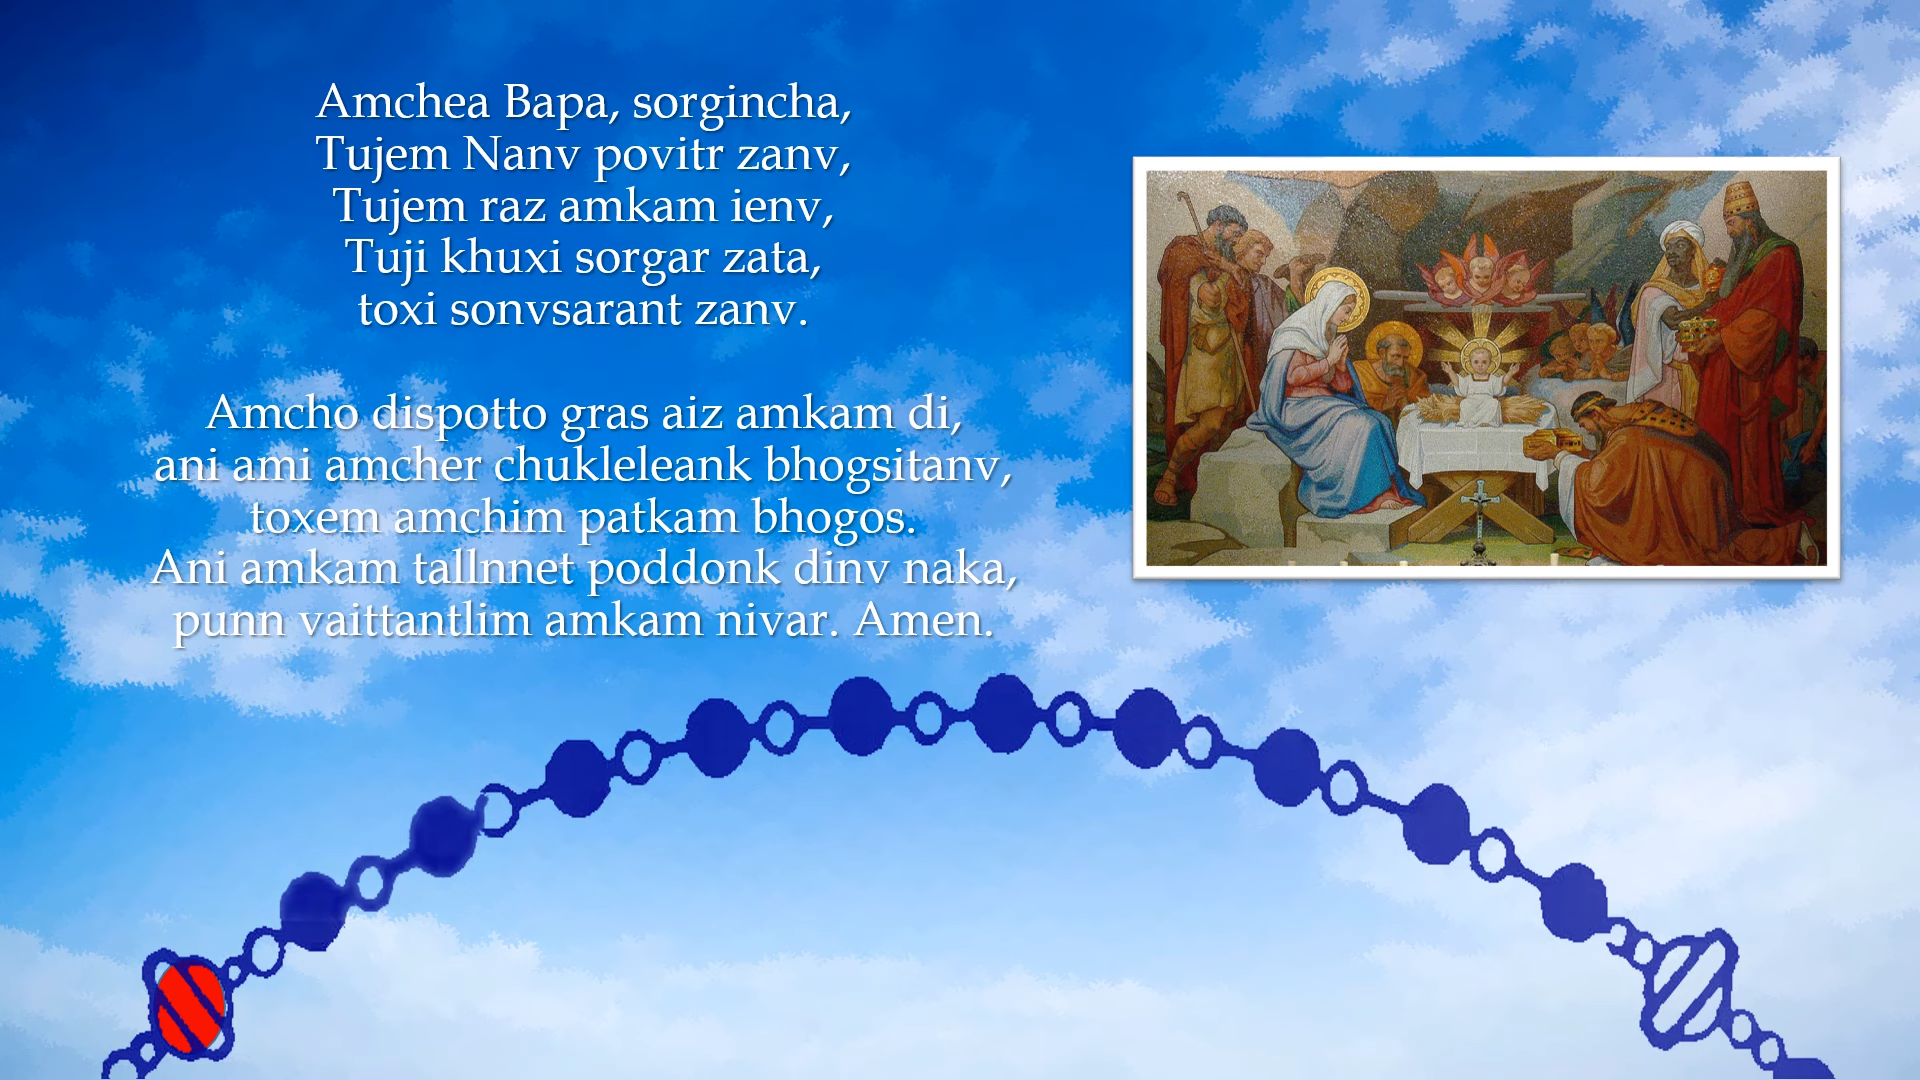 Amchea Bapa, sorgincha,
Tujem Nanv povitr zanv,
Tujem raz amkam ienv,
Tuji khuxi sorgar zata,
toxi sonvsarant zanv.
Amcho dispotto gras aiz amkam di,
ani ami amcher chukleleank bhogsitanv,
toxem amchim patkam bhogos.
Ani amkam tallnnet poddonk dinv naka,
punn vaittantlim amkam nivar. Amen.